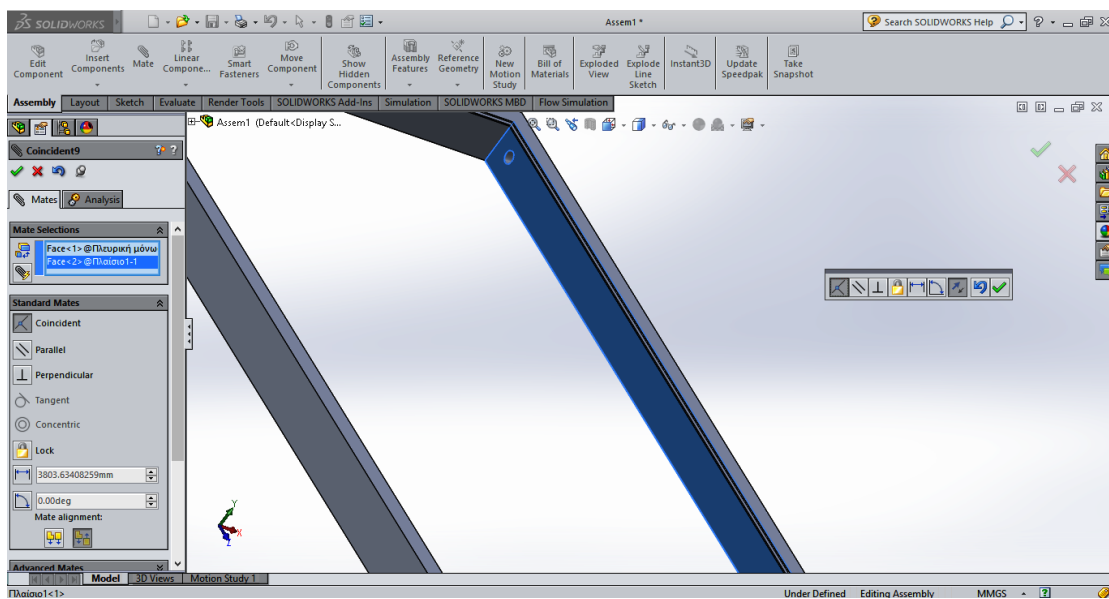 SOLIDWORKS
Assem1 *
Search SOLIDWORKS Help
Edit Component
Insert Components
Mate
Linear Compone...
Smart Fasteners
Move Component
Show Hidden Components
Assembly Features
Reference Geometry
New Motion Study
Bill of Materials
Exploded View
Explode Line Sketch
Instant3D
Update Speedpak
Take Snapshot
Assembly
Layout
Sketch
Evaluate
Render Tools
SOLIDWORKS Add-Ins
Simulation
SOLIDWORKS MBD
Flow Simulation
Assem1 (Default<Display S...
Coincident9
Mates
Analysis
Mate Selections
Face<1>@Πλευρική μόνω
Face<2>@Πλαίσιο1-1
Standard Mates
Coincident
Parallel
Perpendicular
Tangent
Concentric
Lock
3803.63408259mm
0.00deg
Mate alignment:
Advanced Mates
Y
X
Z
Model
3D Views
Motion Study 1
Πλαίσιο1<1>
Under Defined
Editing Assembly
MMGS